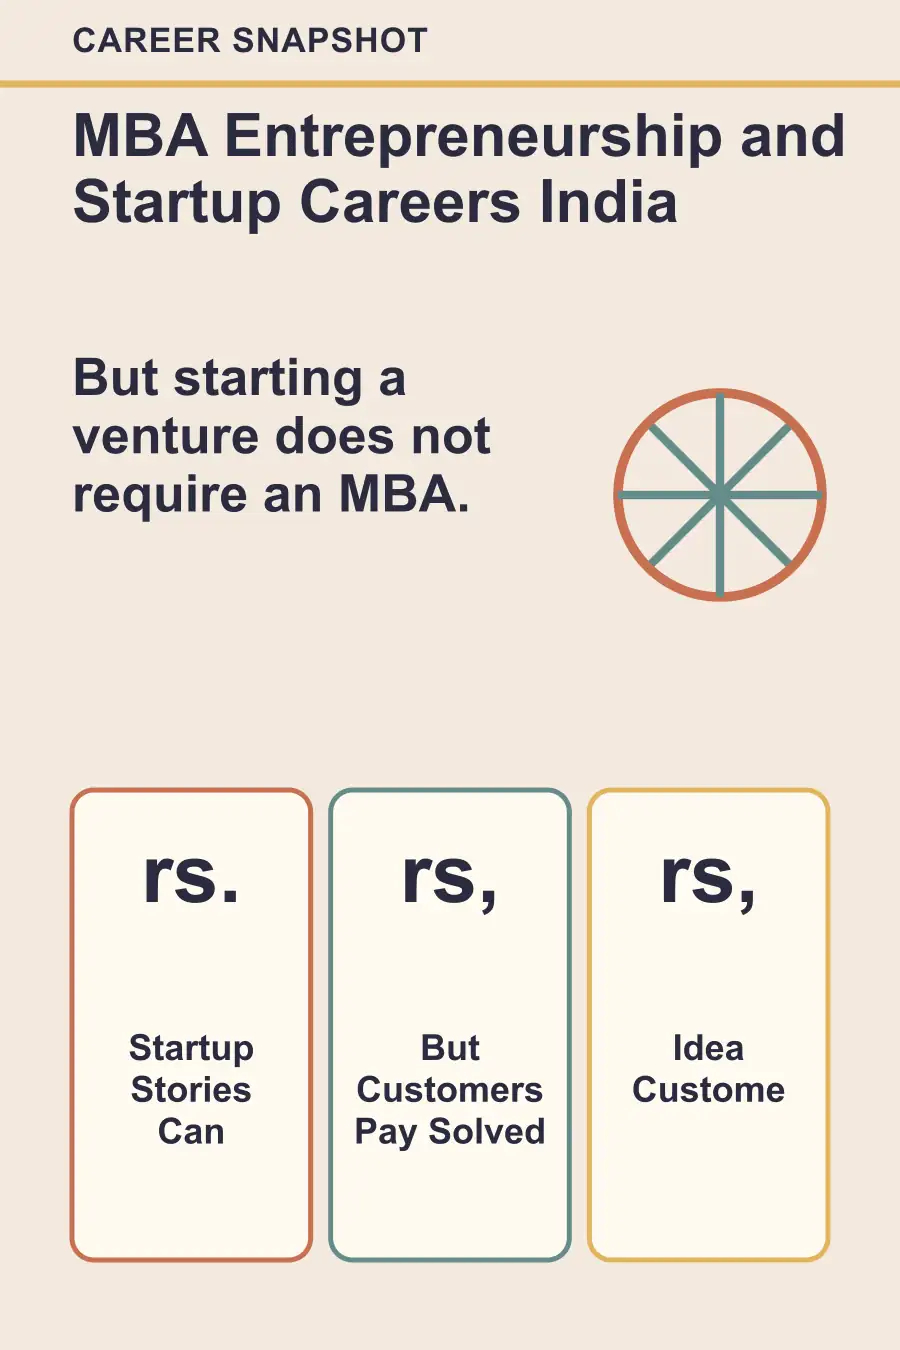 CAREER SNAPSHOT
MBA Entrepreneurship and
Startup Careers India
But starting a
venture does not
require an MBA.
rs.
Startup
Stories
Can
rs,
But
Customers
Pay Solved
rs,
Idea
Custome